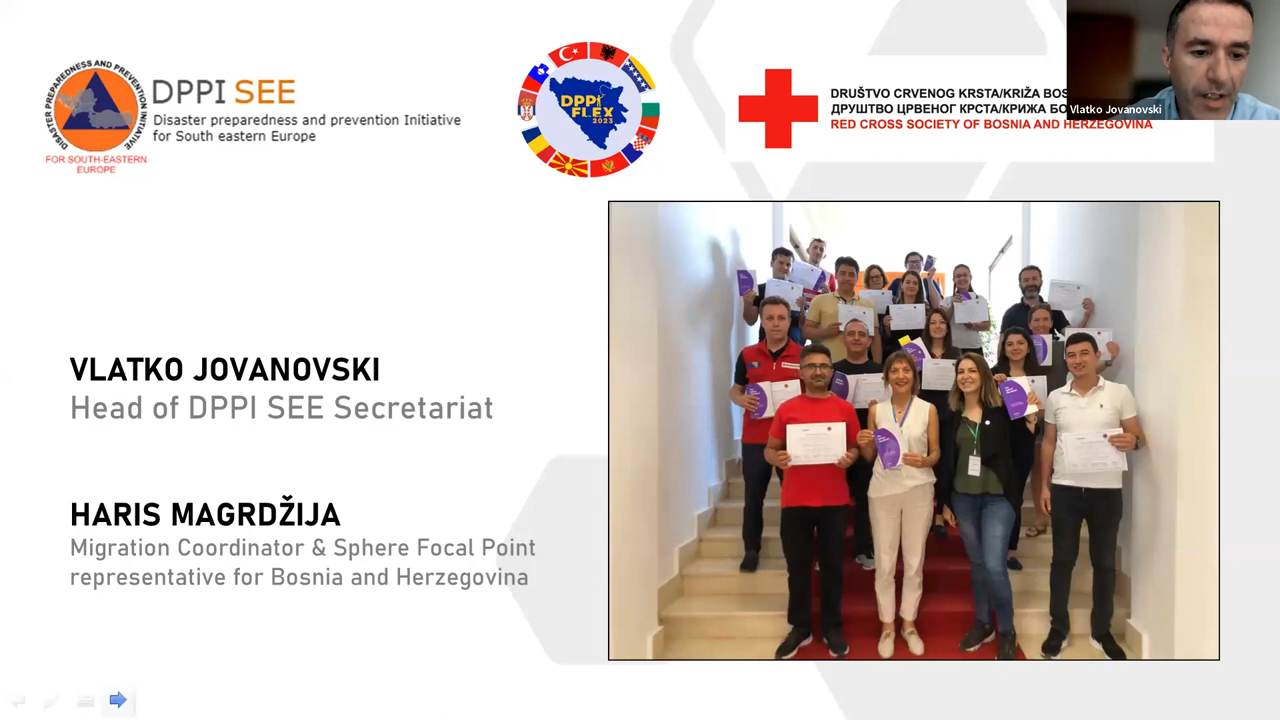 DISASTER PREPAREDNESS AND PREVENTION INITIATIVE
FOR SOUTH-EASTERN
EUROPE
DPPI SEE
Disaster preparedness and prevention Initiative
for South eastern Europe
DPPI
FLEX
2023
DRUŠTVO CRVENOG KRSTA/KRIŽA BOS
ДРУШТВО ЦРВЕНОГ КРСТА/КРИЖА БО
RED CROSS SOCIETY OF BOSNIA AND HERZEGOVINA
Vlatko Jovanovski
VLATKO JOVANOVSKI
Head of DPPI SEE Secretariat
HARIS MAGRDŽIJA
Migration Coordinator & Sphere Focal Point
representative for Bosnia and Herzegovina